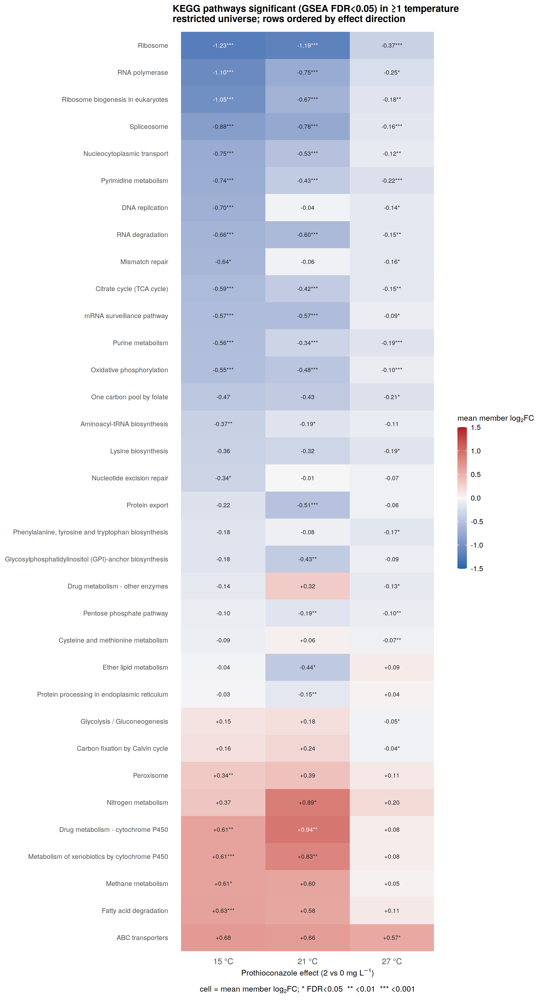 KEGG pathways significant (GSEA FDR<0.05) in ≥1 temperature
restricted universe; rows ordered by effect direction
Ribosome -1.23*** -1.19*** -0.37***
RNA polymerase -1.10*** -0.75*** -0.25*
Ribosome biogenesis in eukaryotes -1.05*** -0.67*** -0.18**
Spliceosome -0.88*** -0.78*** -0.16***
Nucleocytoplasmic transport -0.75*** -0.53*** -0.12**
Pyrimidine metabolism -0.74*** -0.43*** -0.22***
DNA replication -0.70*** -0.04 -0.14*
RNA degradation -0.66*** -0.60*** -0.15**
Mismatch repair -0.64* -0.06 -0.16*
Citrate cycle (TCA cycle) -0.59*** -0.42*** -0.15**
mRNA surveillance pathway -0.57*** -0.57*** -0.09*
Purine metabolism -0.56*** -0.34*** -0.19***
Oxidative phosphorylation -0.55*** -0.48*** -0.10***
One carbon pool by folate -0.47 -0.43 -0.21*
Aminoacyl-tRNA biosynthesis -0.37** -0.19* -0.11
Lysine biosynthesis -0.36 -0.32 -0.19*
Nucleotide excision repair -0.34* -0.01 -0.07
Protein export -0.22 -0.51*** -0.06
Phenylalanine, tyrosine and tryptophan biosynthesis -0.18 -0.08 -0.17*
Glycosylphosphatidylinositol (GPI)-anchor biosynthesis -0.18 -0.43** -0.09
Drug metabolism - other enzymes -0.14 +0.32 -0.13*
Pentose phosphate pathway -0.10 -0.19** -0.10**
Cysteine and methionine metabolism -0.09 +0.06 -0.07**
Ether lipid metabolism -0.04 -0.44* +0.09
Protein processing in endoplasmic reticulum -0.03 -0.15** +0.04
Glycolysis / Gluconeogenesis +0.15 +0.18 -0.05*
Carbon fixation by Calvin cycle +0.16 +0.24 -0.04*
Peroxisome +0.34** +0.39 +0.11
Nitrogen metabolism +0.37 +0.89* +0.20
Drug metabolism - cytochrome P450 +0.61** +0.94** +0.08
Metabolism of xenobiotics by cytochrome P450 +0.61*** +0.83** +0.08
Methane metabolism +0.61* +0.60 +0.05
Fatty acid degradation +0.63*** +0.58 +0.11
ABC transporters +0.68 +0.66 +0.57*
15 °C 21 °C 27 °C
Prothioconazole effect (2 vs 0 mg L⁻¹)
cell = mean member log₂FC; * FDR<0.05 ** <0.01 *** <0.001
mean member log₂FC
1.5
1.0
0.5
0.0
-0.5
-1.0
-1.5